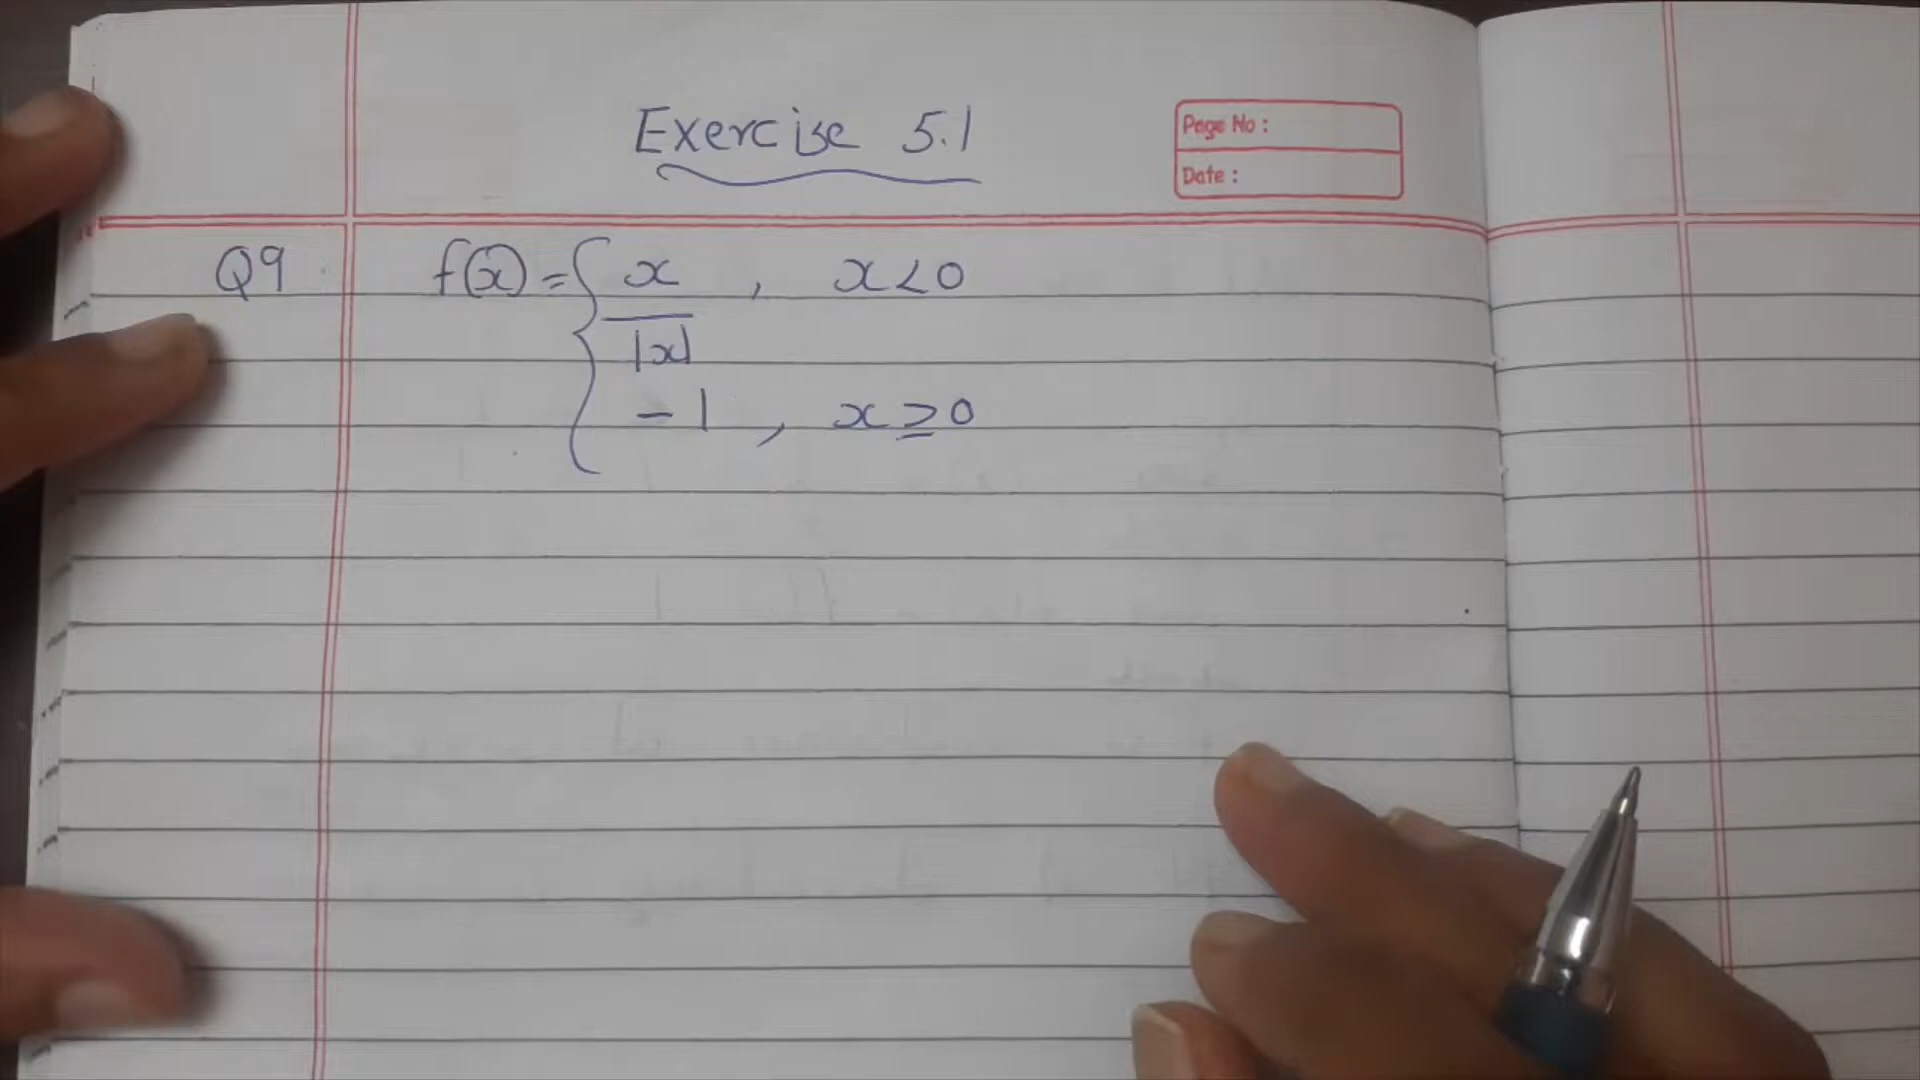 Exercise 5.1
Page No :
Date :
Q9 f(x) = { x , x<0
|x|
-1 , x ≥ 0